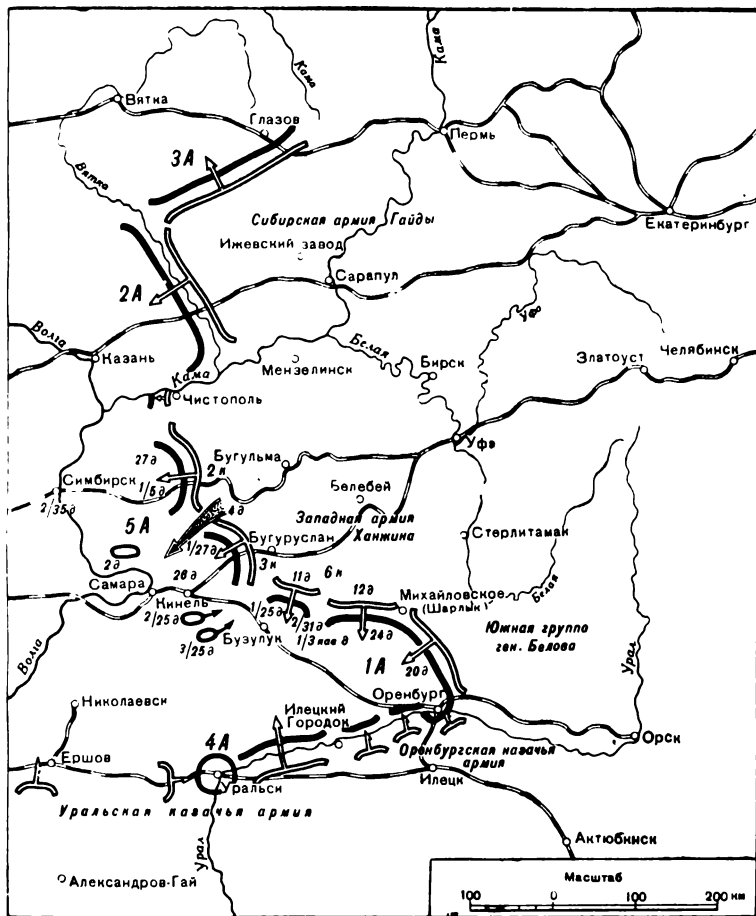 Кама
Кама
Вятка
Глазов
Пермь
3А
Вятка
Сибирская армия Гайды
Екатеринбург
Ижевский завод
Сарапул
2А
Волга
Казань
Белая
Бирск
Златоуст
Челябинск
Мензелинск
Кама
Чистополь
Уфа
27д
Бугульма
2к
Симбирск
1/5д
Белебей
2/35д
4д
Западная армия
Ханжина
5А
Стерлитамак
1/27д
Бугуруслан
3к
2д
6к
11д
12д
Белая
Самара
26д
Михайловское
(Шарлык)
Кинель
2/25д
1/25д
2/31д
Южная группа
ген. Белова
3/25д
Бузулук
1/3кав д
24д
Урал
Волга
1А
20д
Оренбург
Николаевск
Илецкий
Городок
Орск
4А
Оренбургская казачья
армия
Ершов
Уральск
Илецк
Уральская казачья армия
Урал
Актюбинск
Александров-Гай
Масштаб
100 0 100 200 км